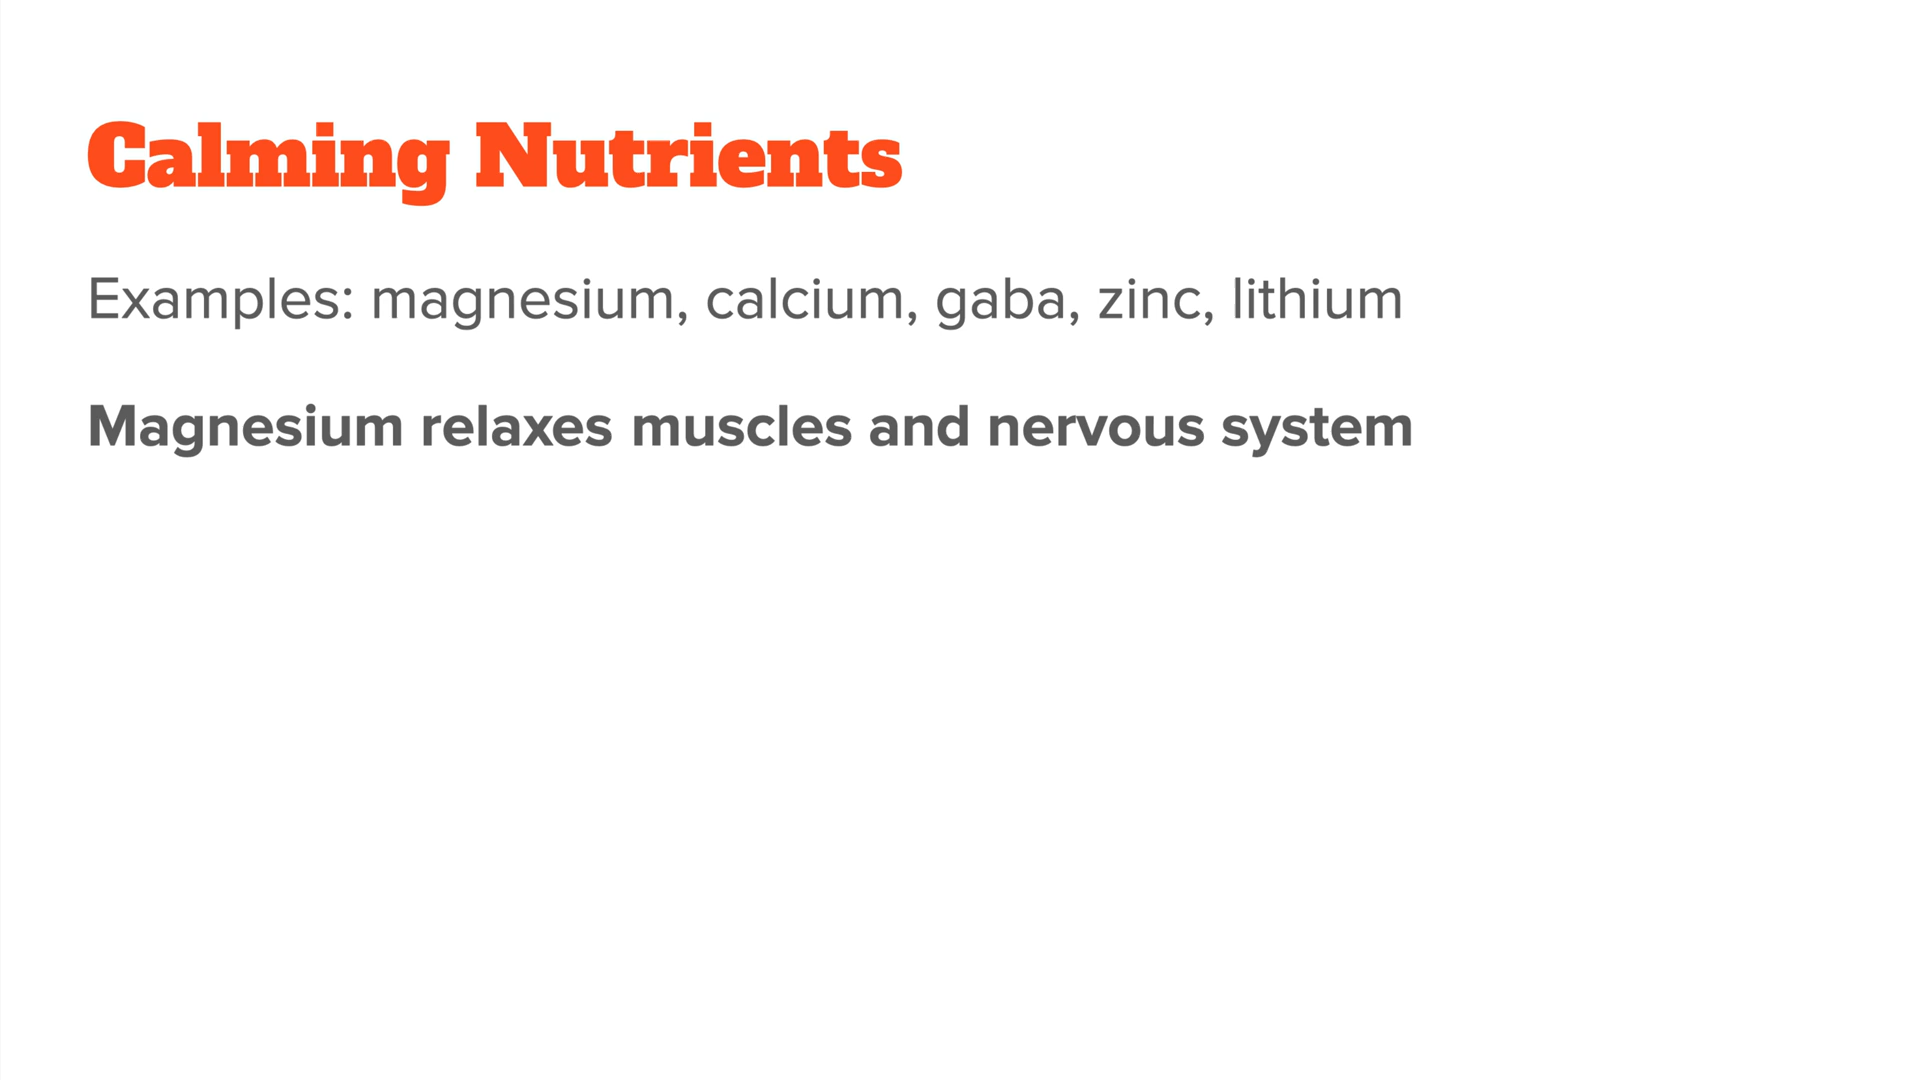 Calming Nutrients
Examples: magnesium, calcium, gaba, zinc, lithium
Magnesium relaxes muscles and nervous system